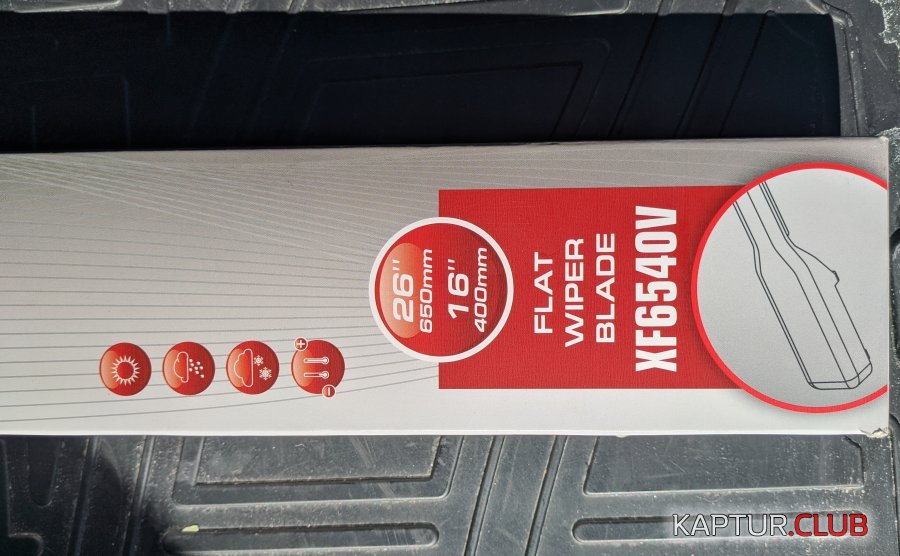 26"
650mm
16"
400mm
FLAT
WIPER
BLADE
XF6540V
KAPTUR.CLUB